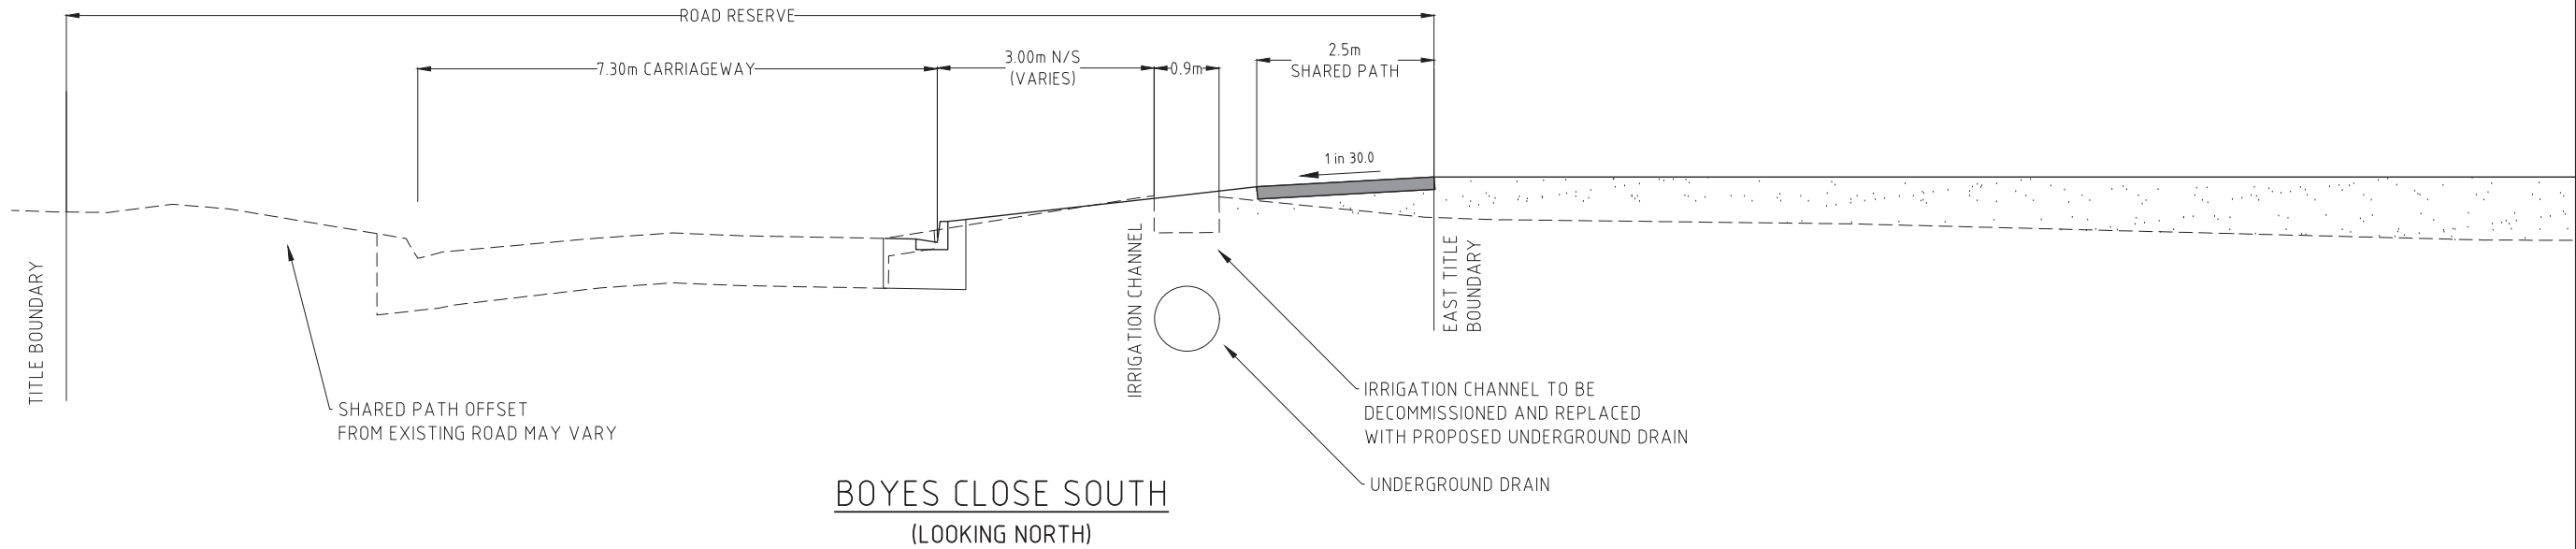 ROAD RESERVE
7.30m CARRIAGEWAY
3.00m N/S
(VARIES)
0.9m
2.5m
SHARED PATH
1 in 30.0
TITLE BOUNDARY
IRRIGATION CHANNEL
EAST TITLE
BOUNDARY
SHARED PATH OFFSET
FROM EXISTING ROAD MAY VARY
IRRIGATION CHANNEL TO BE
DECOMMISSIONED AND REPLACED
WITH PROPOSED UNDERGROUND DRAIN
UNDERGROUND DRAIN
BOYES CLOSE SOUTH
(LOOKING NORTH)